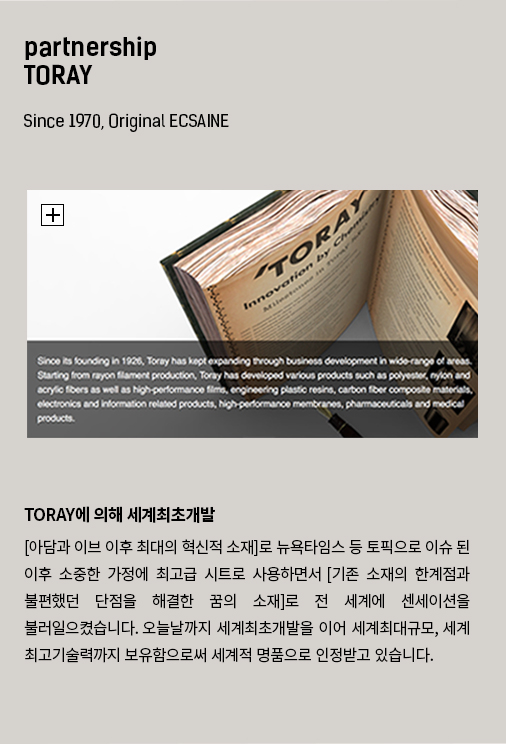 partnership
TORAY
Since 1970, Original ECSAINE
'TORAY'
Innovation by Chemistry
Milestones in Toray
Since its founding in 1926, Toray has kept expanding through business development in wide-range of areas.
Starting from rayon filament production, Toray has developed various products such as polyester, nylon and
acrylic fibers as well as high-performance films, engineering plastic resins, carbon fiber composite materials,
electronics and information related products, high-performance membranes, pharmaceuticals and medical
products.
TORAY에 의해 세계최초개발
[아담과 이브 이후 최대의 혁신적 소재]로 뉴욕타임스 등 토픽으로 이슈 된
이후 소중한 가정에 최고급 시트로 사용하면서 [기존 소재의 한계점과
불편했던 단점을 해결한 꿈의 소재]로 전 세계에 센세이션을
불러일으켰습니다. 오늘날까지 세계최초개발을 이어 세계최대규모, 세계
최고기술력까지 보유함으로써 세계적 명품으로 인정받고 있습니다.